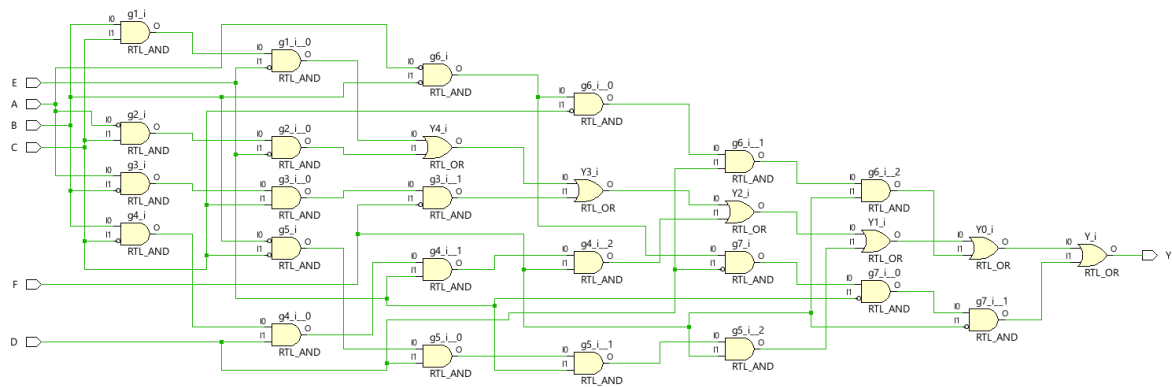 g1_i
I0
O
I1
RTL_AND
g1_i__0
I0
O
I1
RTL_AND
g6_i
I0
O
I1
RTL_AND
E
g6_i__0
I0
O
I1
RTL_AND
A
g2_i
I0
O
I1
RTL_AND
B
C
g2_i__0
I0
O
I1
RTL_AND
Y4_i
I0
O
I1
RTL_OR
g6_i__1
I0
O
I1
RTL_AND
g3_i
I0
O
I1
RTL_AND
g3_i__0
I0
O
I1
RTL_AND
g3_i__1
I0
O
I1
RTL_AND
Y3_i
I0
O
I1
RTL_OR
g6_i__2
I0
O
I1
RTL_AND
Y2_i
I0
O
I1
RTL_OR
g4_i
I0
O
I1
RTL_AND
g5_i
I0
O
I1
RTL_AND
Y1_i
I0
O
I1
RTL_OR
Y0_i
I0
O
I1
RTL_OR
Y_i
I0
O
I1
RTL_OR
Y
g4_i__1
I0
O
I1
RTL_AND
g4_i__2
I0
O
I1
RTL_AND
g7_i
I0
O
I1
RTL_AND
F
g7_i__0
I0
O
I1
RTL_AND
g7_i__1
I0
O
I1
RTL_AND
g4_i__0
I0
O
I1
RTL_AND
D
g5_i__0
I0
O
I1
RTL_AND
g5_i__1
I0
O
I1
RTL_AND
g5_i__2
I0
O
I1
RTL_AND